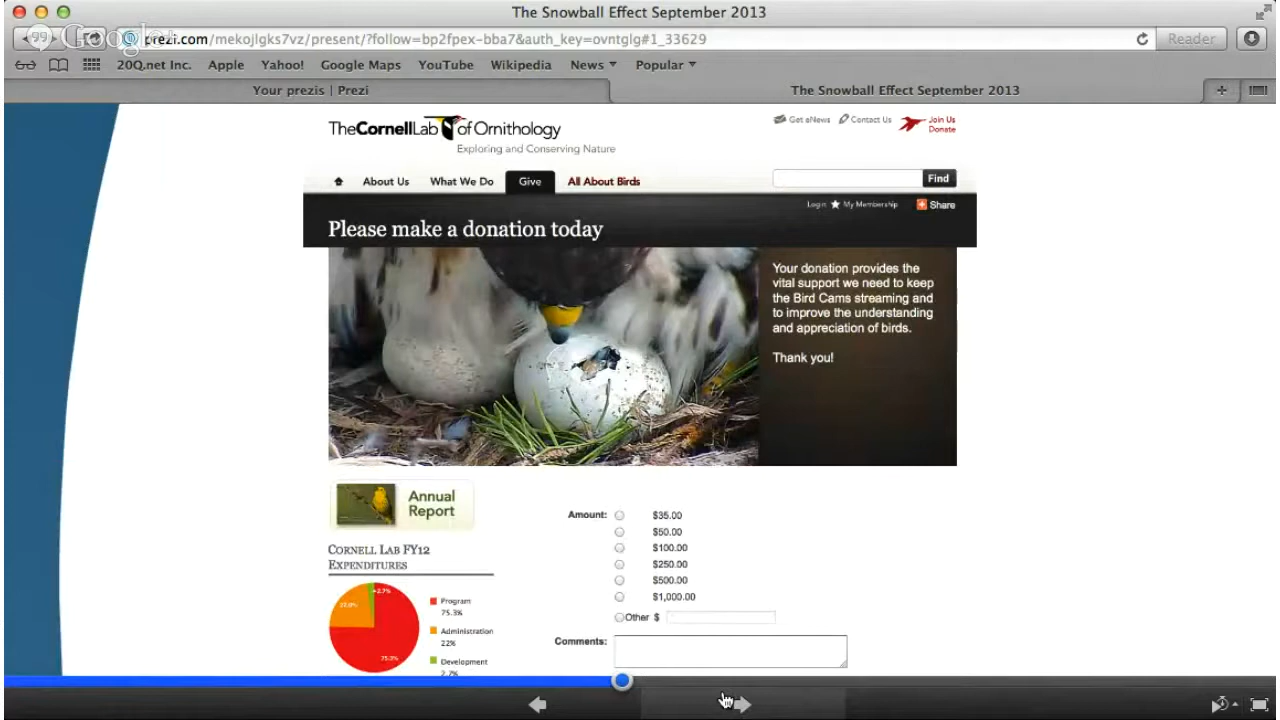 The Snowball Effect September 2013
Google+
prezi.com/mekojlgks7vz/present/?follow=bp2fpex-bba7&auth_key=ovntglg#1_33629
Reader
20Q.net Inc. Apple Yahoo! Google Maps YouTube Wikipedia News Popular
Your prezis | Prezi
The Snowball Effect September 2013
TheCornellLab of Ornithology
Exploring and Conserving Nature
Get eNews Contact Us Join Us
Donate
About Us What We Do Give All About Birds
Find
Login My Membership Share
Please make a donation today
Your donation provides the
vital support we need to keep
the Bird Cams streaming and
to improve the understanding
and appreciation of birds.
Thank you!
Annual
Report
CORNELL LAB FY12
EXPENDITURES
2.7%
75.3%
Program
75.3%
Administration
22%
Development
2.7%
Amount:
$35.00
$50.00
$100.00
$250.00
$500.00
$1,000.00
Other $
Comments: